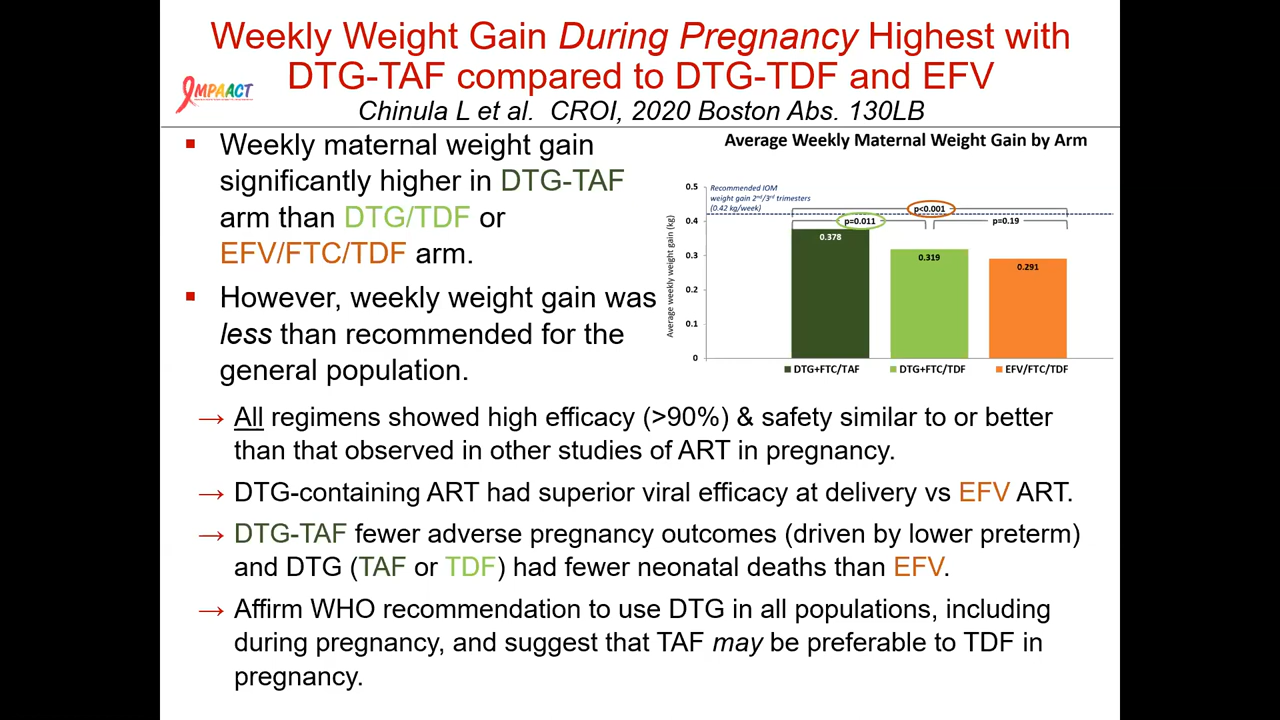 Weekly Weight Gain During Pregnancy Highest with
DTG-TAF compared to DTG-TDF and EFV
IMPAACT
Chinula L et al. CROI, 2020 Boston Abs. 130LB
▪ Weekly maternal weight gain
significantly higher in DTG-TAF
arm than DTG/TDF or
EFV/FTC/TDF arm.
▪ However, weekly weight gain was
less than recommended for the
general population.
Average Weekly Maternal Weight Gain by Arm
Average weekly weight gain (kg)
0.5
0.4
0.3
0.2
0.1
0
Recommended IOM
weight gain 2nd/3rd trimesters
(0.42 kg/week)
p<0.001
p=0.011
p=0.19
0.378
0.319
0.291
DTG+FTC/TAF
DTG+FTC/TDF
EFV/FTC/TDF
→ All regimens showed high efficacy (>90%) & safety similar to or better
than that observed in other studies of ART in pregnancy.
→ DTG-containing ART had superior viral efficacy at delivery vs EFV ART.
→ DTG-TAF fewer adverse pregnancy outcomes (driven by lower preterm)
and DTG (TAF or TDF) had fewer neonatal deaths than EFV.
→ Affirm WHO recommendation to use DTG in all populations, including
during pregnancy, and suggest that TAF may be preferable to TDF in
pregnancy.